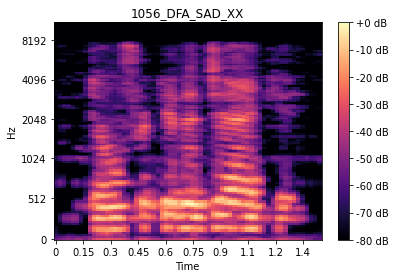 1056_DFA_SAD_XX
Hz
8192
4096
2048
1024
512
0
0 0.15 0.3 0.45 0.6 0.75 0.9 1.1 1.2 1.4
Time
+0 dB
-10 dB
-20 dB
-30 dB
-40 dB
-50 dB
-60 dB
-70 dB
-80 dB